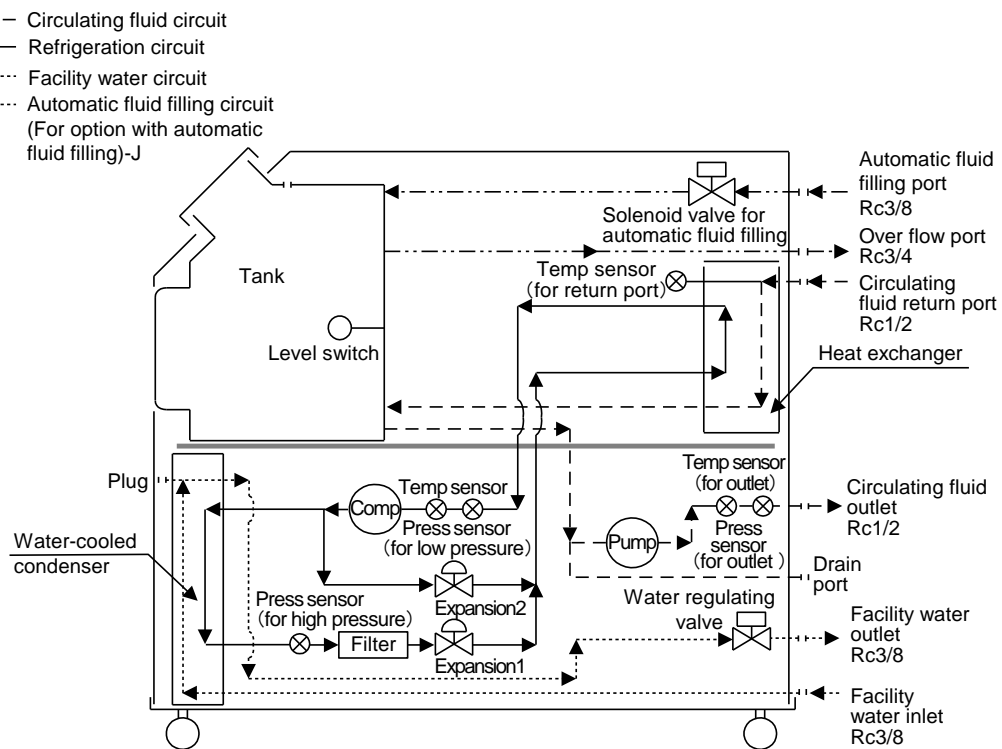 Circulating fluid circuit
Refrigeration circuit
Facility water circuit
Automatic fluid filling circuit
(For option with automatic
fluid filling)-J
Automatic fluid
filling port
Rc3/8
Solenoid valve for
automatic fluid filling
Over flow port
Rc3/4
Tank
Temp sensor
(for return port)
Circulating
fluid return port
Rc1/2
Level switch
Heat exchanger
Plug
Temp sensor
Comp
Press sensor
(for low pressure)
Temp sensor
(for outlet)
Circulating fluid
outlet
Rc1/2
Pump
Press
sensor
(for outlet )
Water-cooled
condenser
Drain
port
Press sensor
(for high pressure)
Expansion2
Water regulating
valve
Facility water
outlet
Rc3/8
Filter
Expansion1
Facility
water inlet
Rc3/8